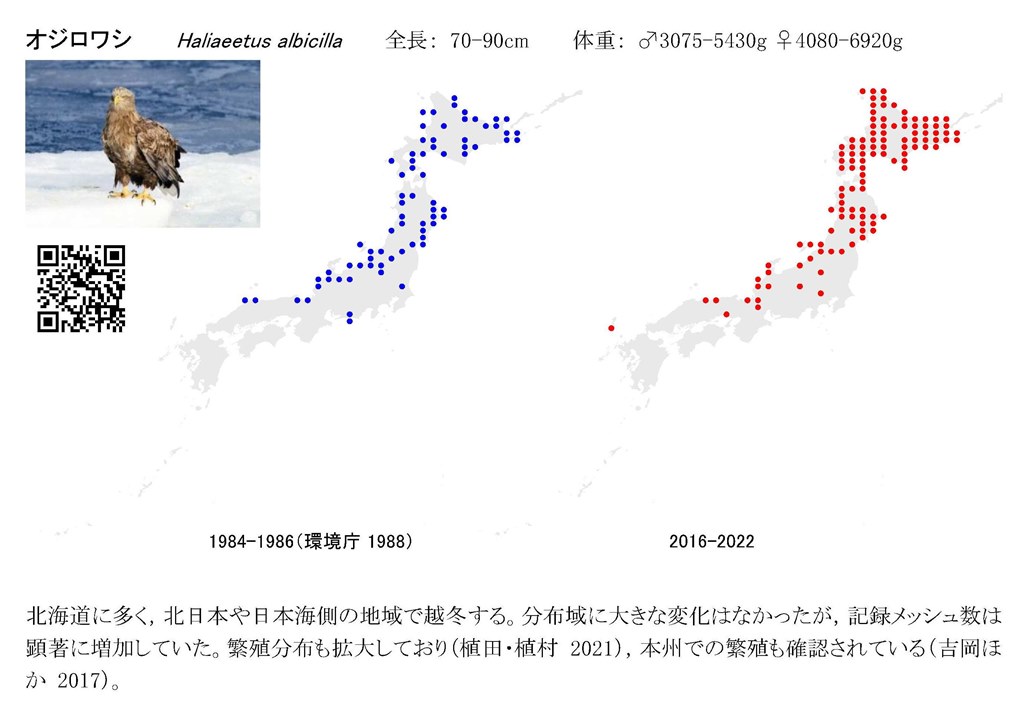 オジロワシ Haliaeetus albicilla 全長: 70-90cm 体重: ♂3075-5430g ♀4080-6920g
1984-1986(環境庁 1988) 2016-2022
北海道に多く,北日本や日本海側の地域で越冬する。分布域に大きな変化はなかったが,記録メッシュ数は
顕著に増加していた。繁殖分布も拡大しており(植田・植村 2021),本州での繁殖も確認されている(吉岡ほ
か 2017)。